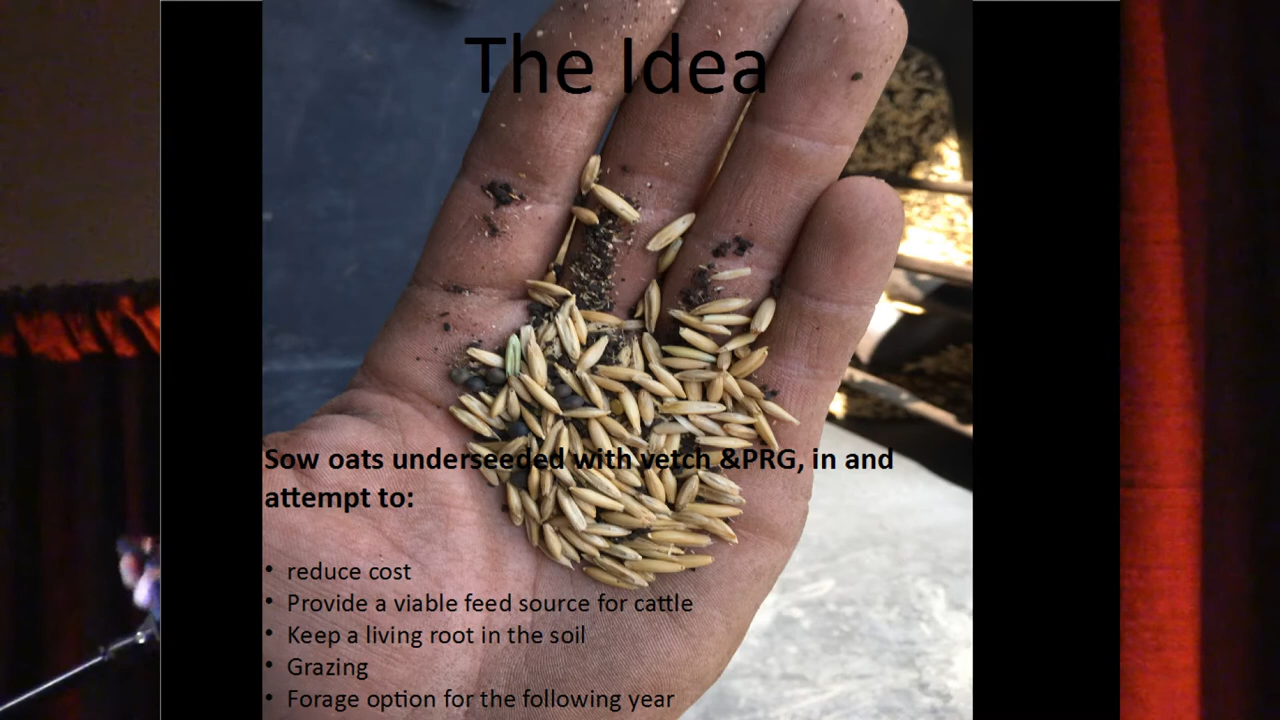 The Idea
Sow oats underseeded with vetch &PRG, in and
attempt to:
• reduce cost
• Provide a viable feed source for cattle
• Keep a living root in the soil
• Grazing
• Forage option for the following year